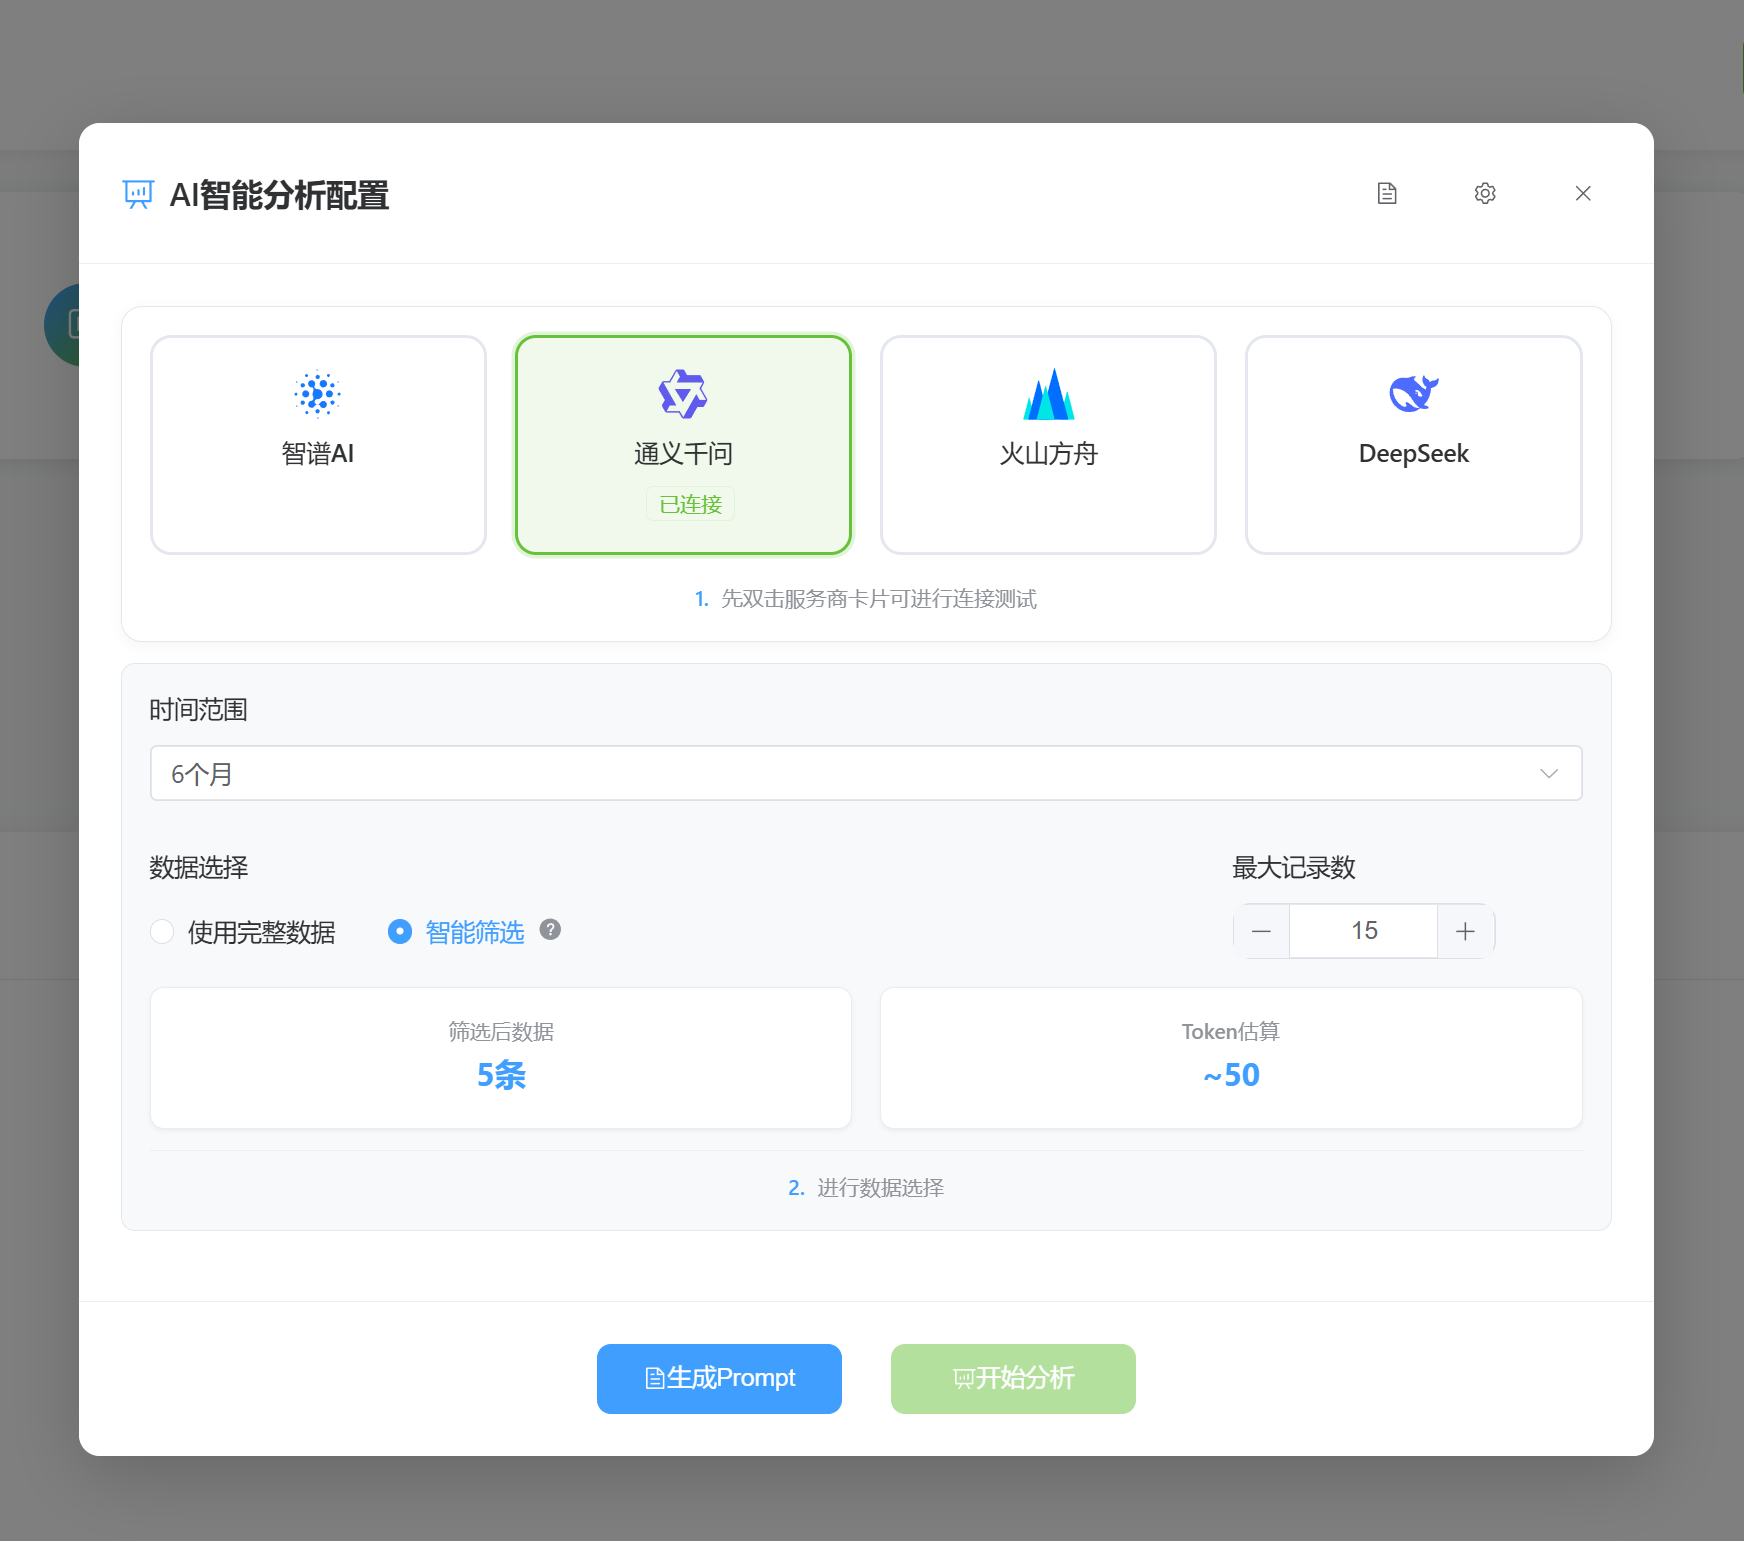 AI智能分析配置
智谱AI
通义千问
已连接
火山方舟
DeepSeek
1. 先双击服务商卡片可进行连接测试
时间范围
6个月
数据选择
最大记录数
使用完整数据
智能筛选
?
15
筛选后数据
5条
Token估算
~50
2. 进行数据选择
生成Prompt
开始分析